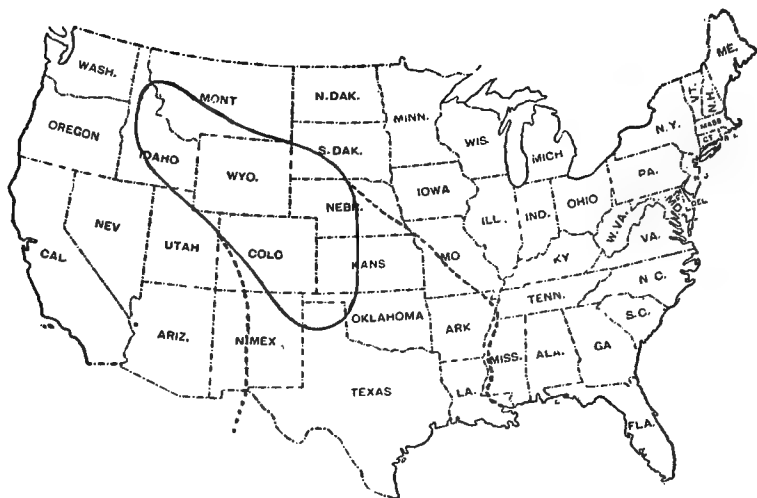 ME.
WASH.
MONT
N.DAK.
MINN.
VT.
N.H.
OREGON
IDAHO
WYO.
S.DAK.
WIS.
MICH
N.Y.
MASS
CT
R I.
NEBR.
IOWA
PA.
N J
CAL
NEV
UTAH
COLO
KANS
MO
ILL.
IND.
OHIO
W.VA.
MD.
DEL
VA.
KY
N C.
ARIZ.
N.MEX.
OKLAHOMA
ARK
TENN.
S.C.
TEXAS
LA.
MISS.
ALA.
GA
FLA.